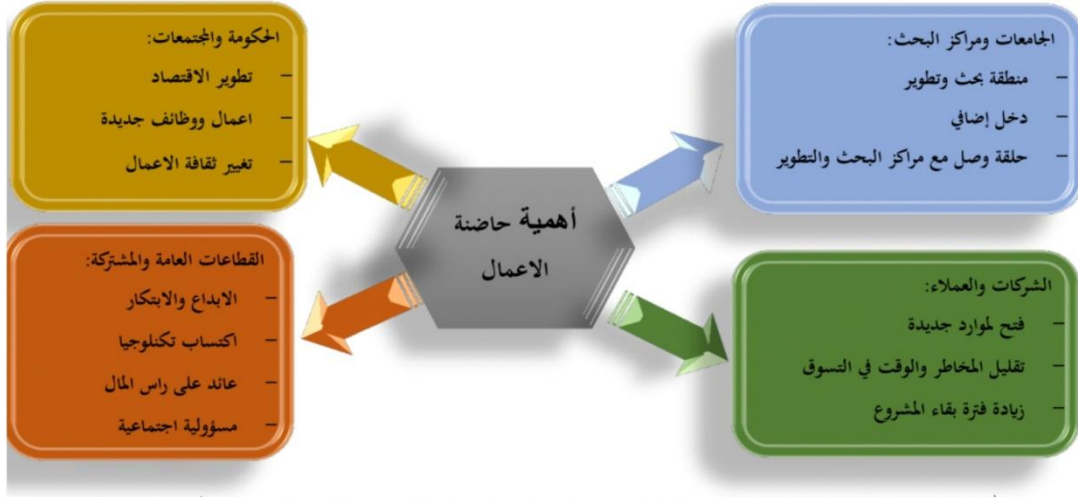 أهمية حاضنة
الاعمال
الجامعات ومراكز البحث:
- منطقة بحث وتطوير
- دخل إضافي
- حلقة وصل مع مراكز البحث والتطوير
الحكومة والمجتمعات:
- تطوير الاقتصاد
- اعمال ووظائف جديدة
- تغيير ثقافة الاعمال
الشركات والعملاء:
- فتح لموارد جديدة
- تقليل المخاطر والوقت في التسوق
- زيادة فترة بقاء المشروع
القطاعات العامة والمشتركة:
- الابداع والابتكار
- اكتساب تكنلوجيا
- عائد على راس المال
- مسؤولية اجتماعية